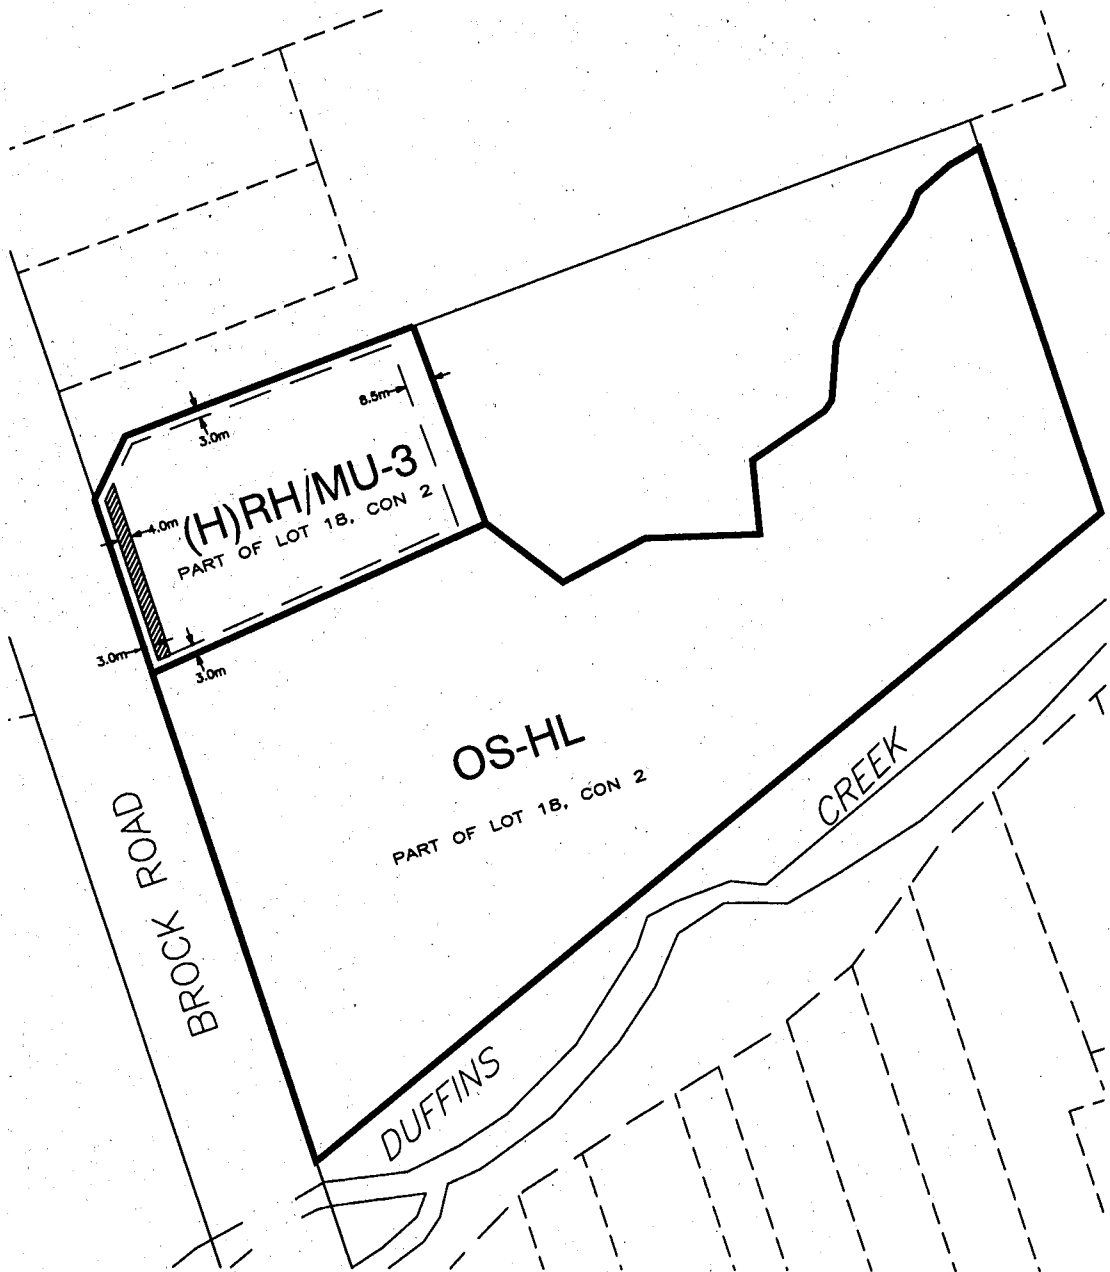 8.5m
3.0m
4.0m
(H)RH/MU-3
PART OF LOT 18, CON 2
3.0m
3.0m
OS-HL
PART OF LOT 18, CON 2
BROCK ROAD
DUFFINS CREEK